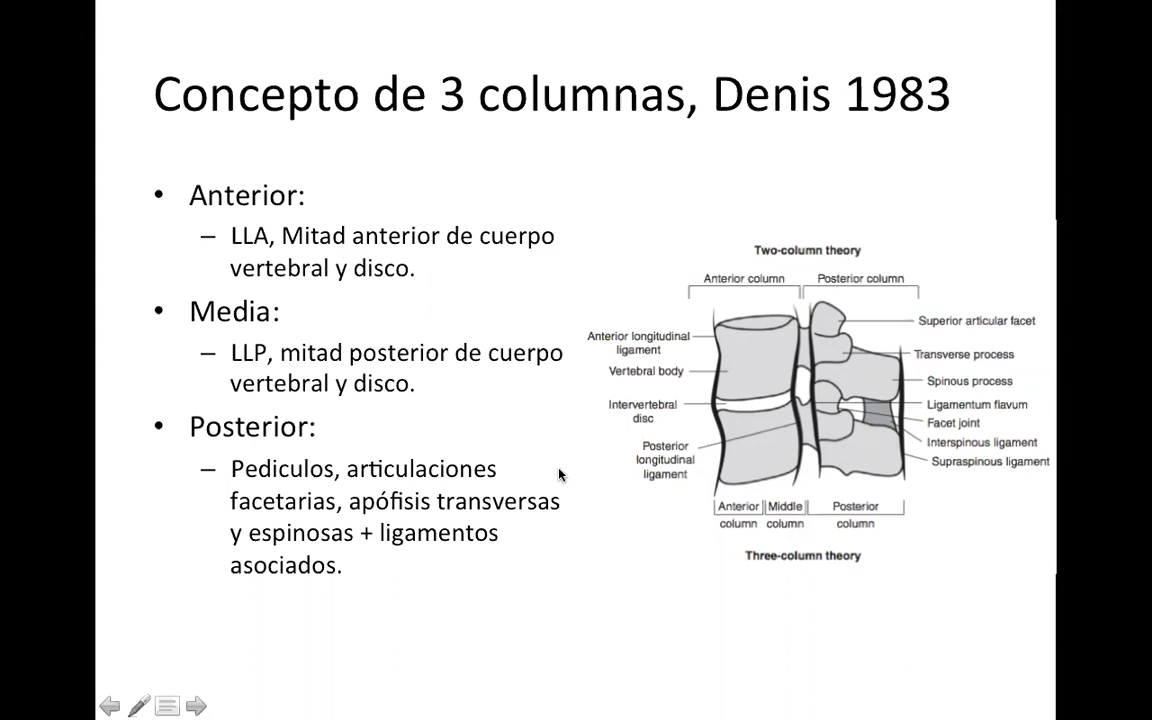 Concepto de 3 columnas, Denis 1983
• Anterior:
– LLA, Mitad anterior de cuerpo
vertebral y disco.
• Media:
– LLP, mitad posterior de cuerpo
vertebral y disco.
• Posterior:
– Pediculos, articulaciones
facetarias, apófisis transversas
y espinosas + ligamentos
asociados.
Two-column theory
Anterior column
Posterior column
Anterior longitudinal
ligament
Vertebral body
Intervertebral
disc
Posterior
longitudinal
ligament
Superior articular facet
Transverse process
Spinous process
Ligamentum flavum
Facet joint
Interspinous ligament
Supraspinous ligament
Anterior
column
Middle
column
Posterior
column
Three-column theory